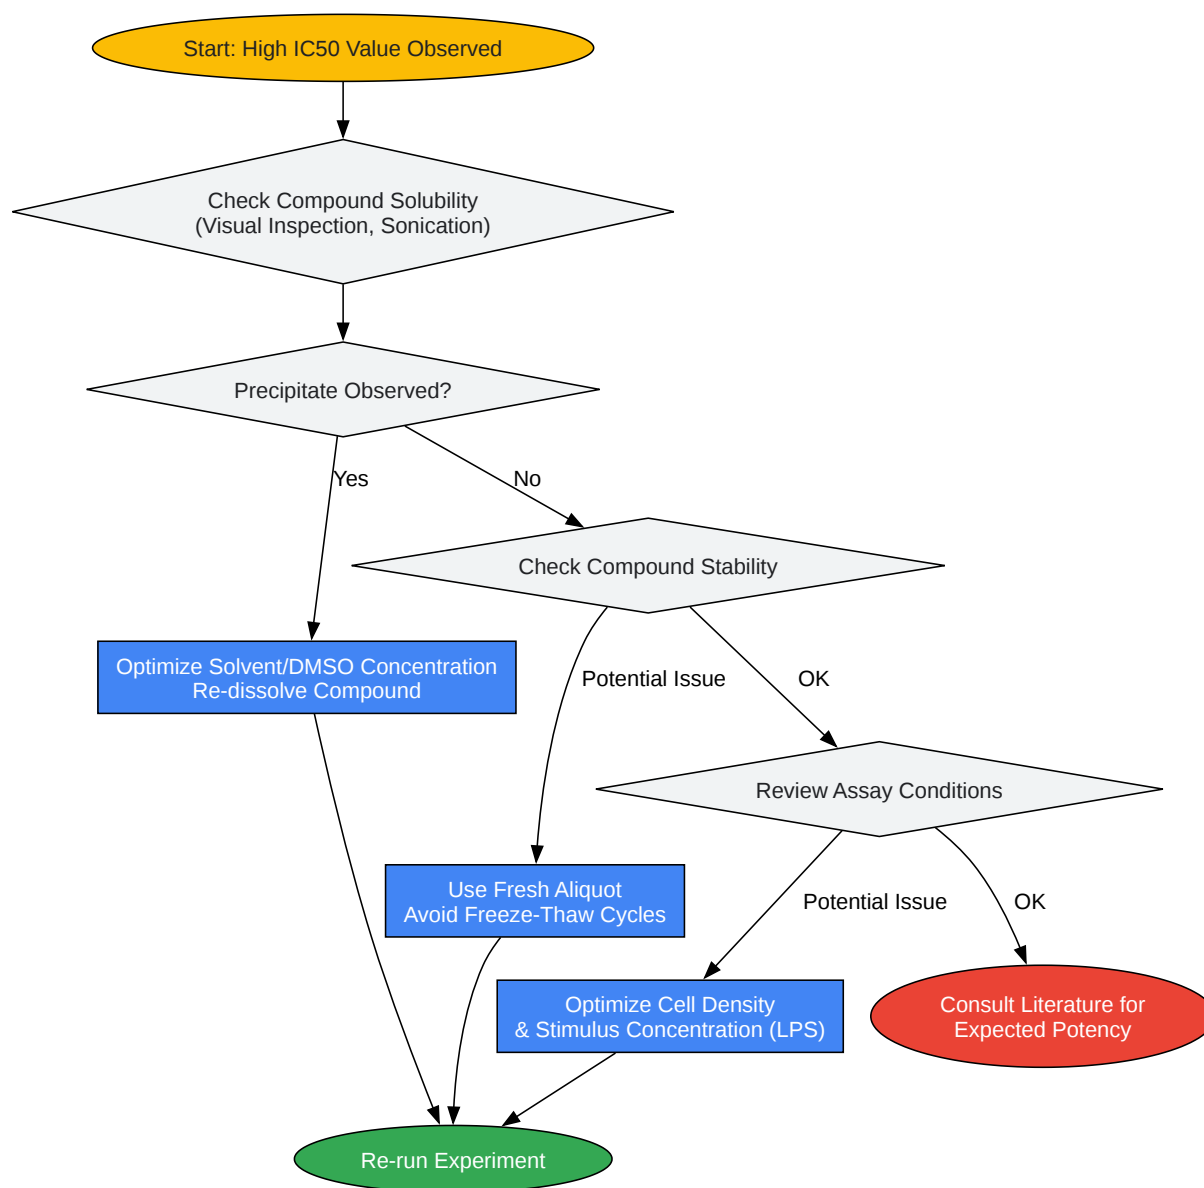 Start: High IC50 Value Observed
Check Compound Solubility
(Visual Inspection, Sonication)
Precipitate Observed?
Yes
No
Check Compound Stability
Optimize Solvent/DMSO Concentration
Re-dissolve Compound
Potential Issue
OK
Review Assay Conditions
Use Fresh Aliquot
Avoid Freeze-Thaw Cycles
Potential Issue
OK
Optimize Cell Density
& Stimulus Concentration (LPS)
Consult Literature for
Expected Potency
Re-run Experiment